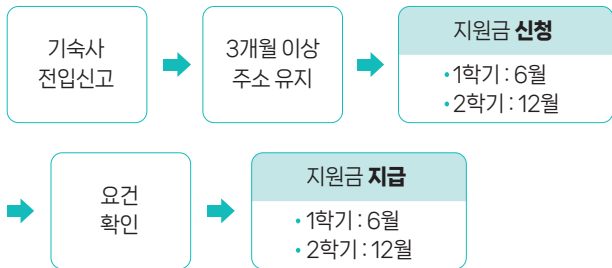 기숙사
전입신고
3개월 이상
주소 유지
지원금 신청
•1학기 : 6월
•2학기 : 12월
요건
확인
지원금 지급
• 1학기 : 6월
• 2학기 : 12월